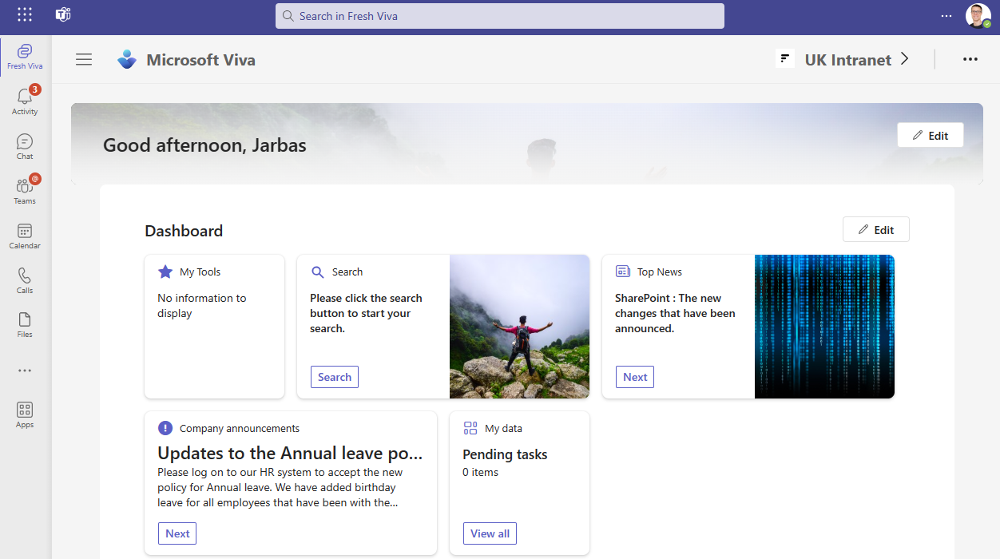 Search in Fresh Viva
Fresh Viva
3
Activity
Chat
@
Teams
Calendar
Calls
Files
Apps
Microsoft Viva
UK Intranet
Good afternoon, Jarbas
Edit
Dashboard
Edit
My Tools
No information to
display
Search
Please click the search
button to start your
search.
Search
Top News
SharePoint : The new
changes that have been
announced.
Next
Company announcements
Updates to the Annual leave po...
Please log on to our HR system to accept the new
policy for Annual leave. We have added birthday
leave for all employees that have been with the...
Next
My data
Pending tasks
0 items
View all